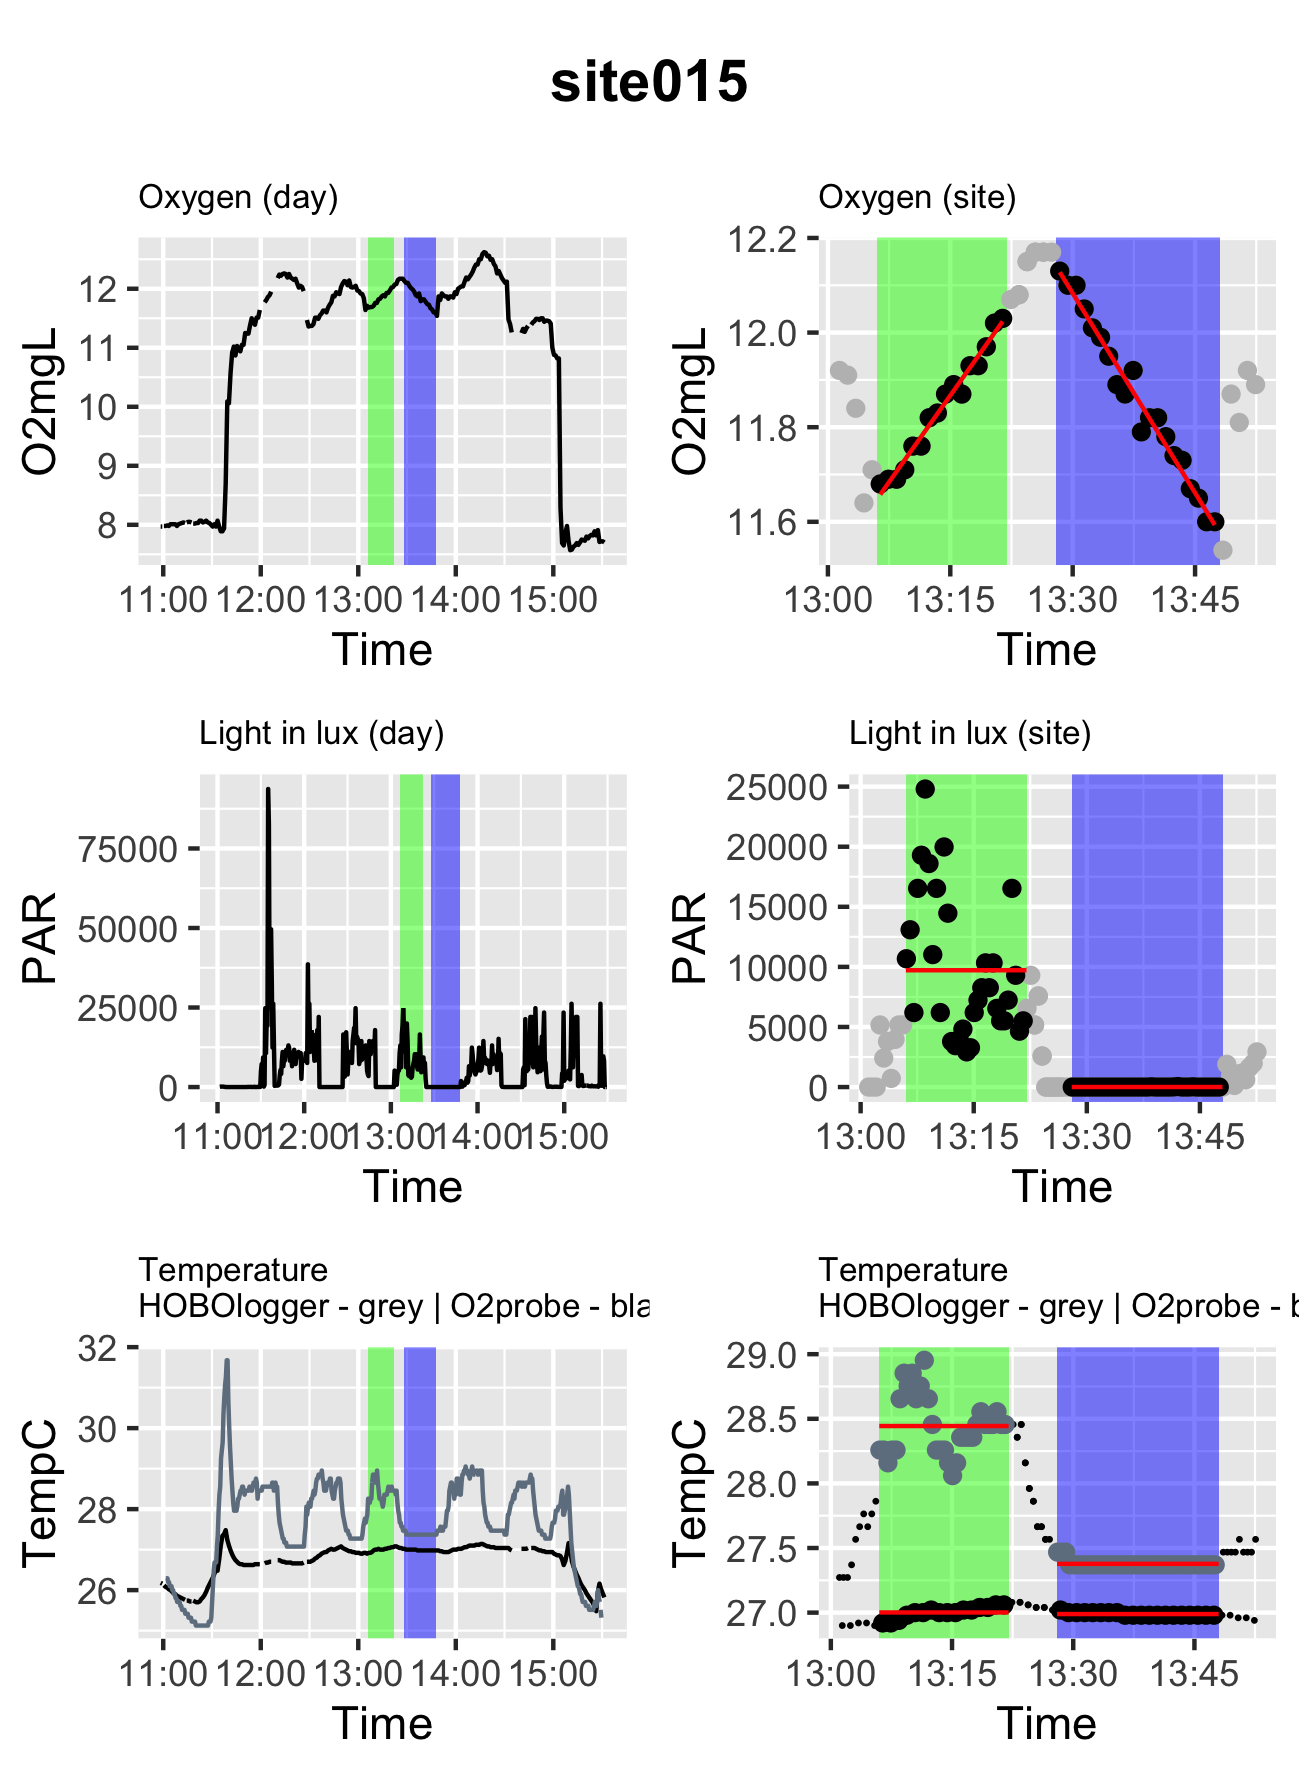 site015
Oxygen (day)
O2mgL
12
11
10
9
8
11:00 12:00 13:00 14:00 15:00
Time
Oxygen (site)
O2mgL
12.2
12.0
11.8
11.6
13:00 13:15 13:30 13:45
Time
Light in lux (day)
PAR
75000
50000
25000
0
11:00 12:00 13:00 14:00 15:00
Time
Light in lux (site)
PAR
25000
20000
15000
10000
5000
0
13:00 13:15 13:30 13:45
Time
Temperature
HOBOlogger - grey | O2probe - bla
TempC
32
30
28
26
11:00 12:00 13:00 14:00 15:00
Time
Temperature
HOBOlogger - grey | O2probe - b
TempC
29.0
28.5
28.0
27.5
27.0
13:00 13:15 13:30 13:45
Time